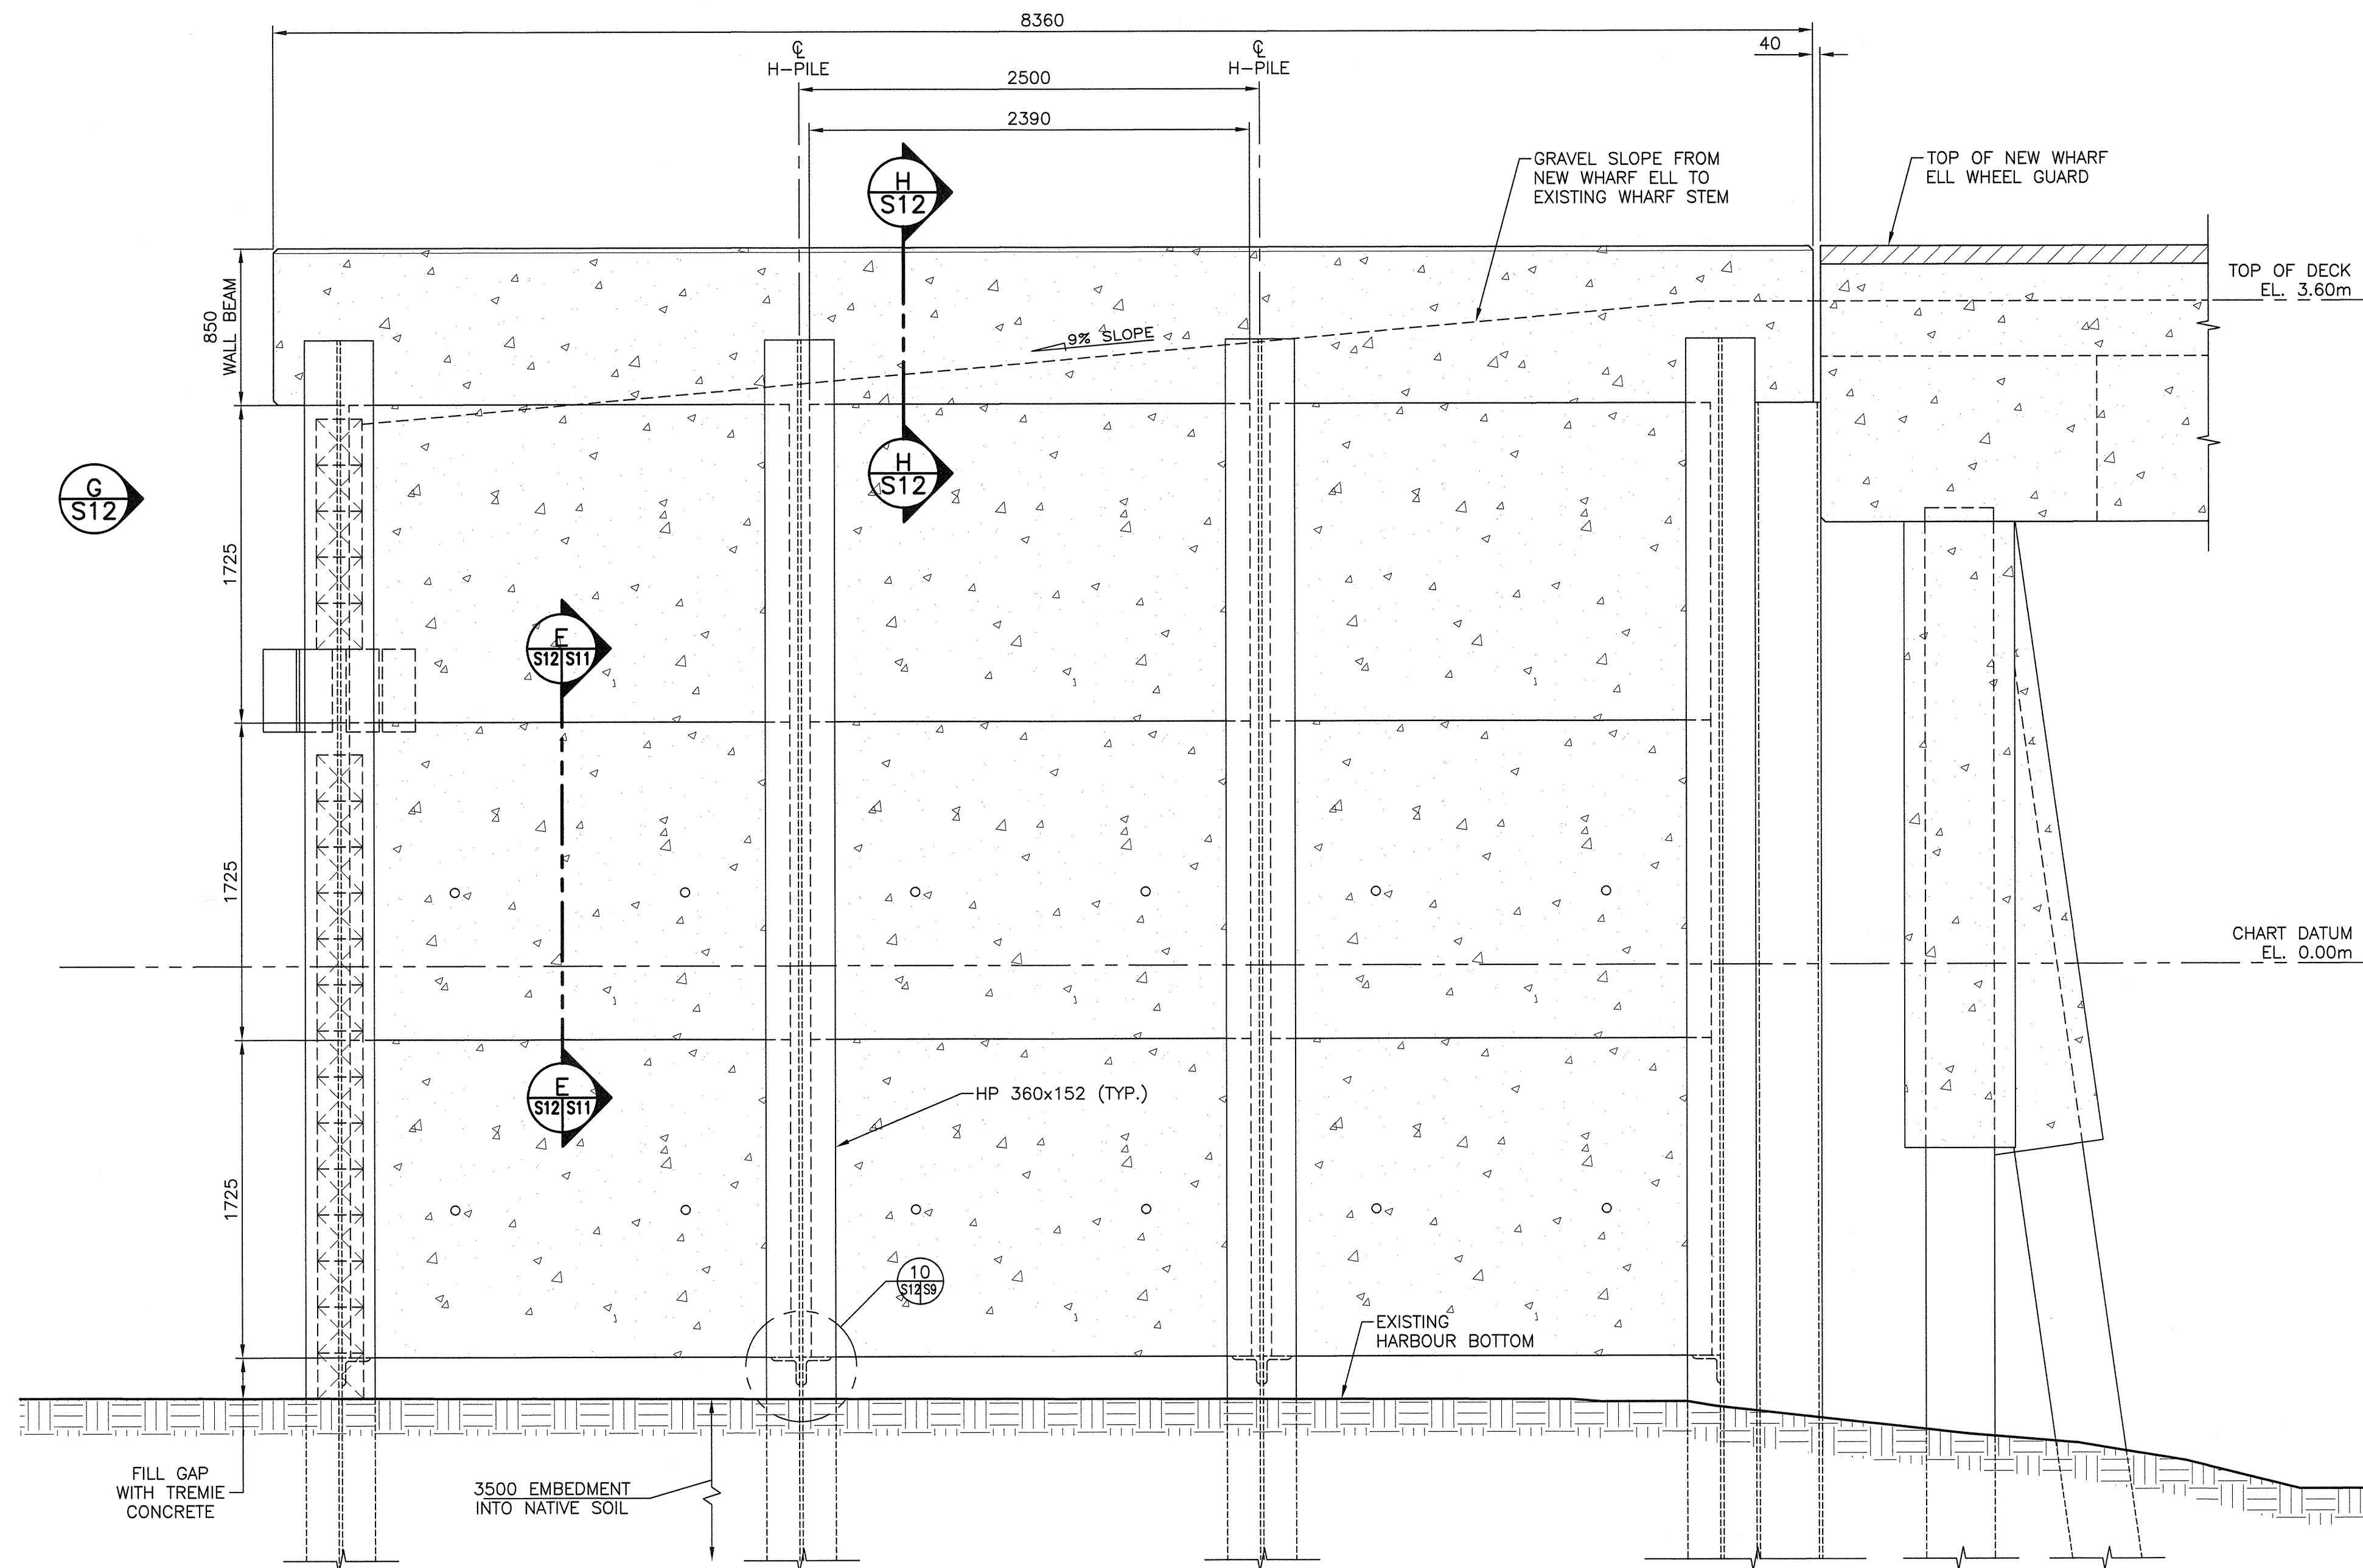 8360
40
℄
H-PILE
℄
H-PILE
2500
2390
H
S12
GRAVEL SLOPE FROM
NEW WHARF ELL TO
EXISTING WHARF STEM
TOP OF NEW WHARF
ELL WHEEL GUARD
TOP OF DECK
EL. 3.60m
850
WALL BEAM
9% SLOPE
H
S12
G
S12
1725
E
S12 S11
1725
CHART DATUM
EL. 0.00m
E
S12 S11
HP 360x152 (TYP.)
1725
10
S12 S9
EXISTING
HARBOUR BOTTOM
FILL GAP
WITH TREMIE
CONCRETE
3500 EMBEDMENT
INTO NATIVE SOIL